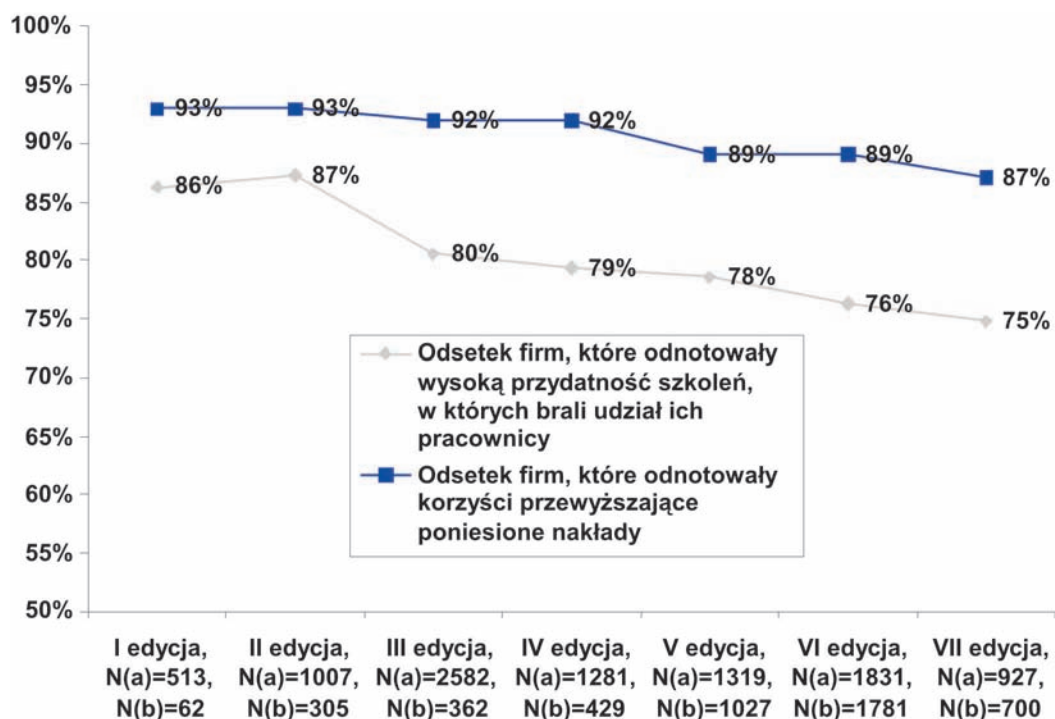 100%
95%
90%
85%
80%
75%
70%
65%
60%
55%
50%
93%
93%
92%
92%
89%
89%
87%
86%
87%
80%
79%
78%
76%
75%
Odsetek firm, które odnotowały
wysoką przydatność szkoleń,
w których brali udział ich
pracownicy
Odsetek firm, które odnotowały
korzyści przewyższające
poniesione nakłady
I edycja,
N(a)=513,
N(b)=62
II edycja,
N(a)=1007,
N(b)=305
III edycja,
N(a)=2582,
N(b)=362
IV edycja,
N(a)=1281,
N(b)=429
V edycja,
N(a)=1319,
N(b)=1027
VI edycja,
N(a)=1831,
N(b)=1781
VII edycja,
N(a)=927,
N(b)=700